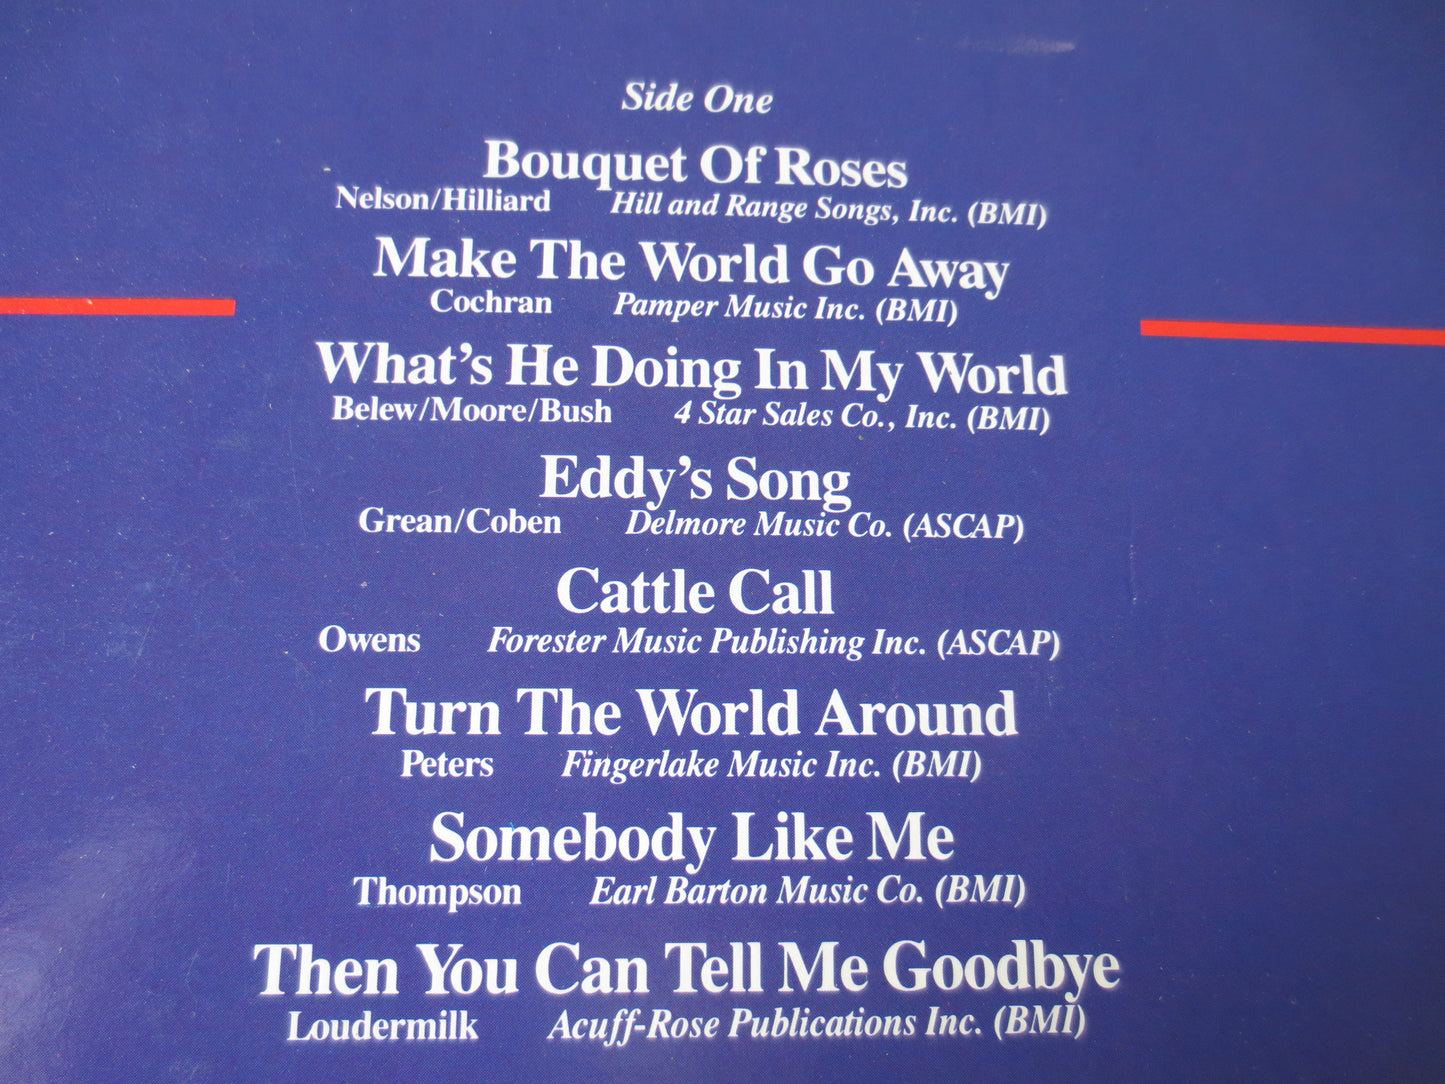 Side One
Bouquet Of Roses
Nelson/Hilliard Hill and Range Songs, Inc. (BMI)
Make The World Go Away
Cochran Pamper Music Inc. (BMI)
What's He Doing In My World
Belew/Moore/Bush 4 Star Sales Co., Inc. (BMI)
Eddy's Song
Grean/Coben Delmore Music Co. (ASCAP)
Cattle Call
Owens Forester Music Publishing Inc. (ASCAP)
Turn The World Around
Peters Fingerlake Music Inc. (BMI)
Somebody Like Me
Thompson Earl Barton Music Co. (BMI)
Then You Can Tell Me Goodbye
Loudermilk Acuff-Rose Publications Inc. (BMI)